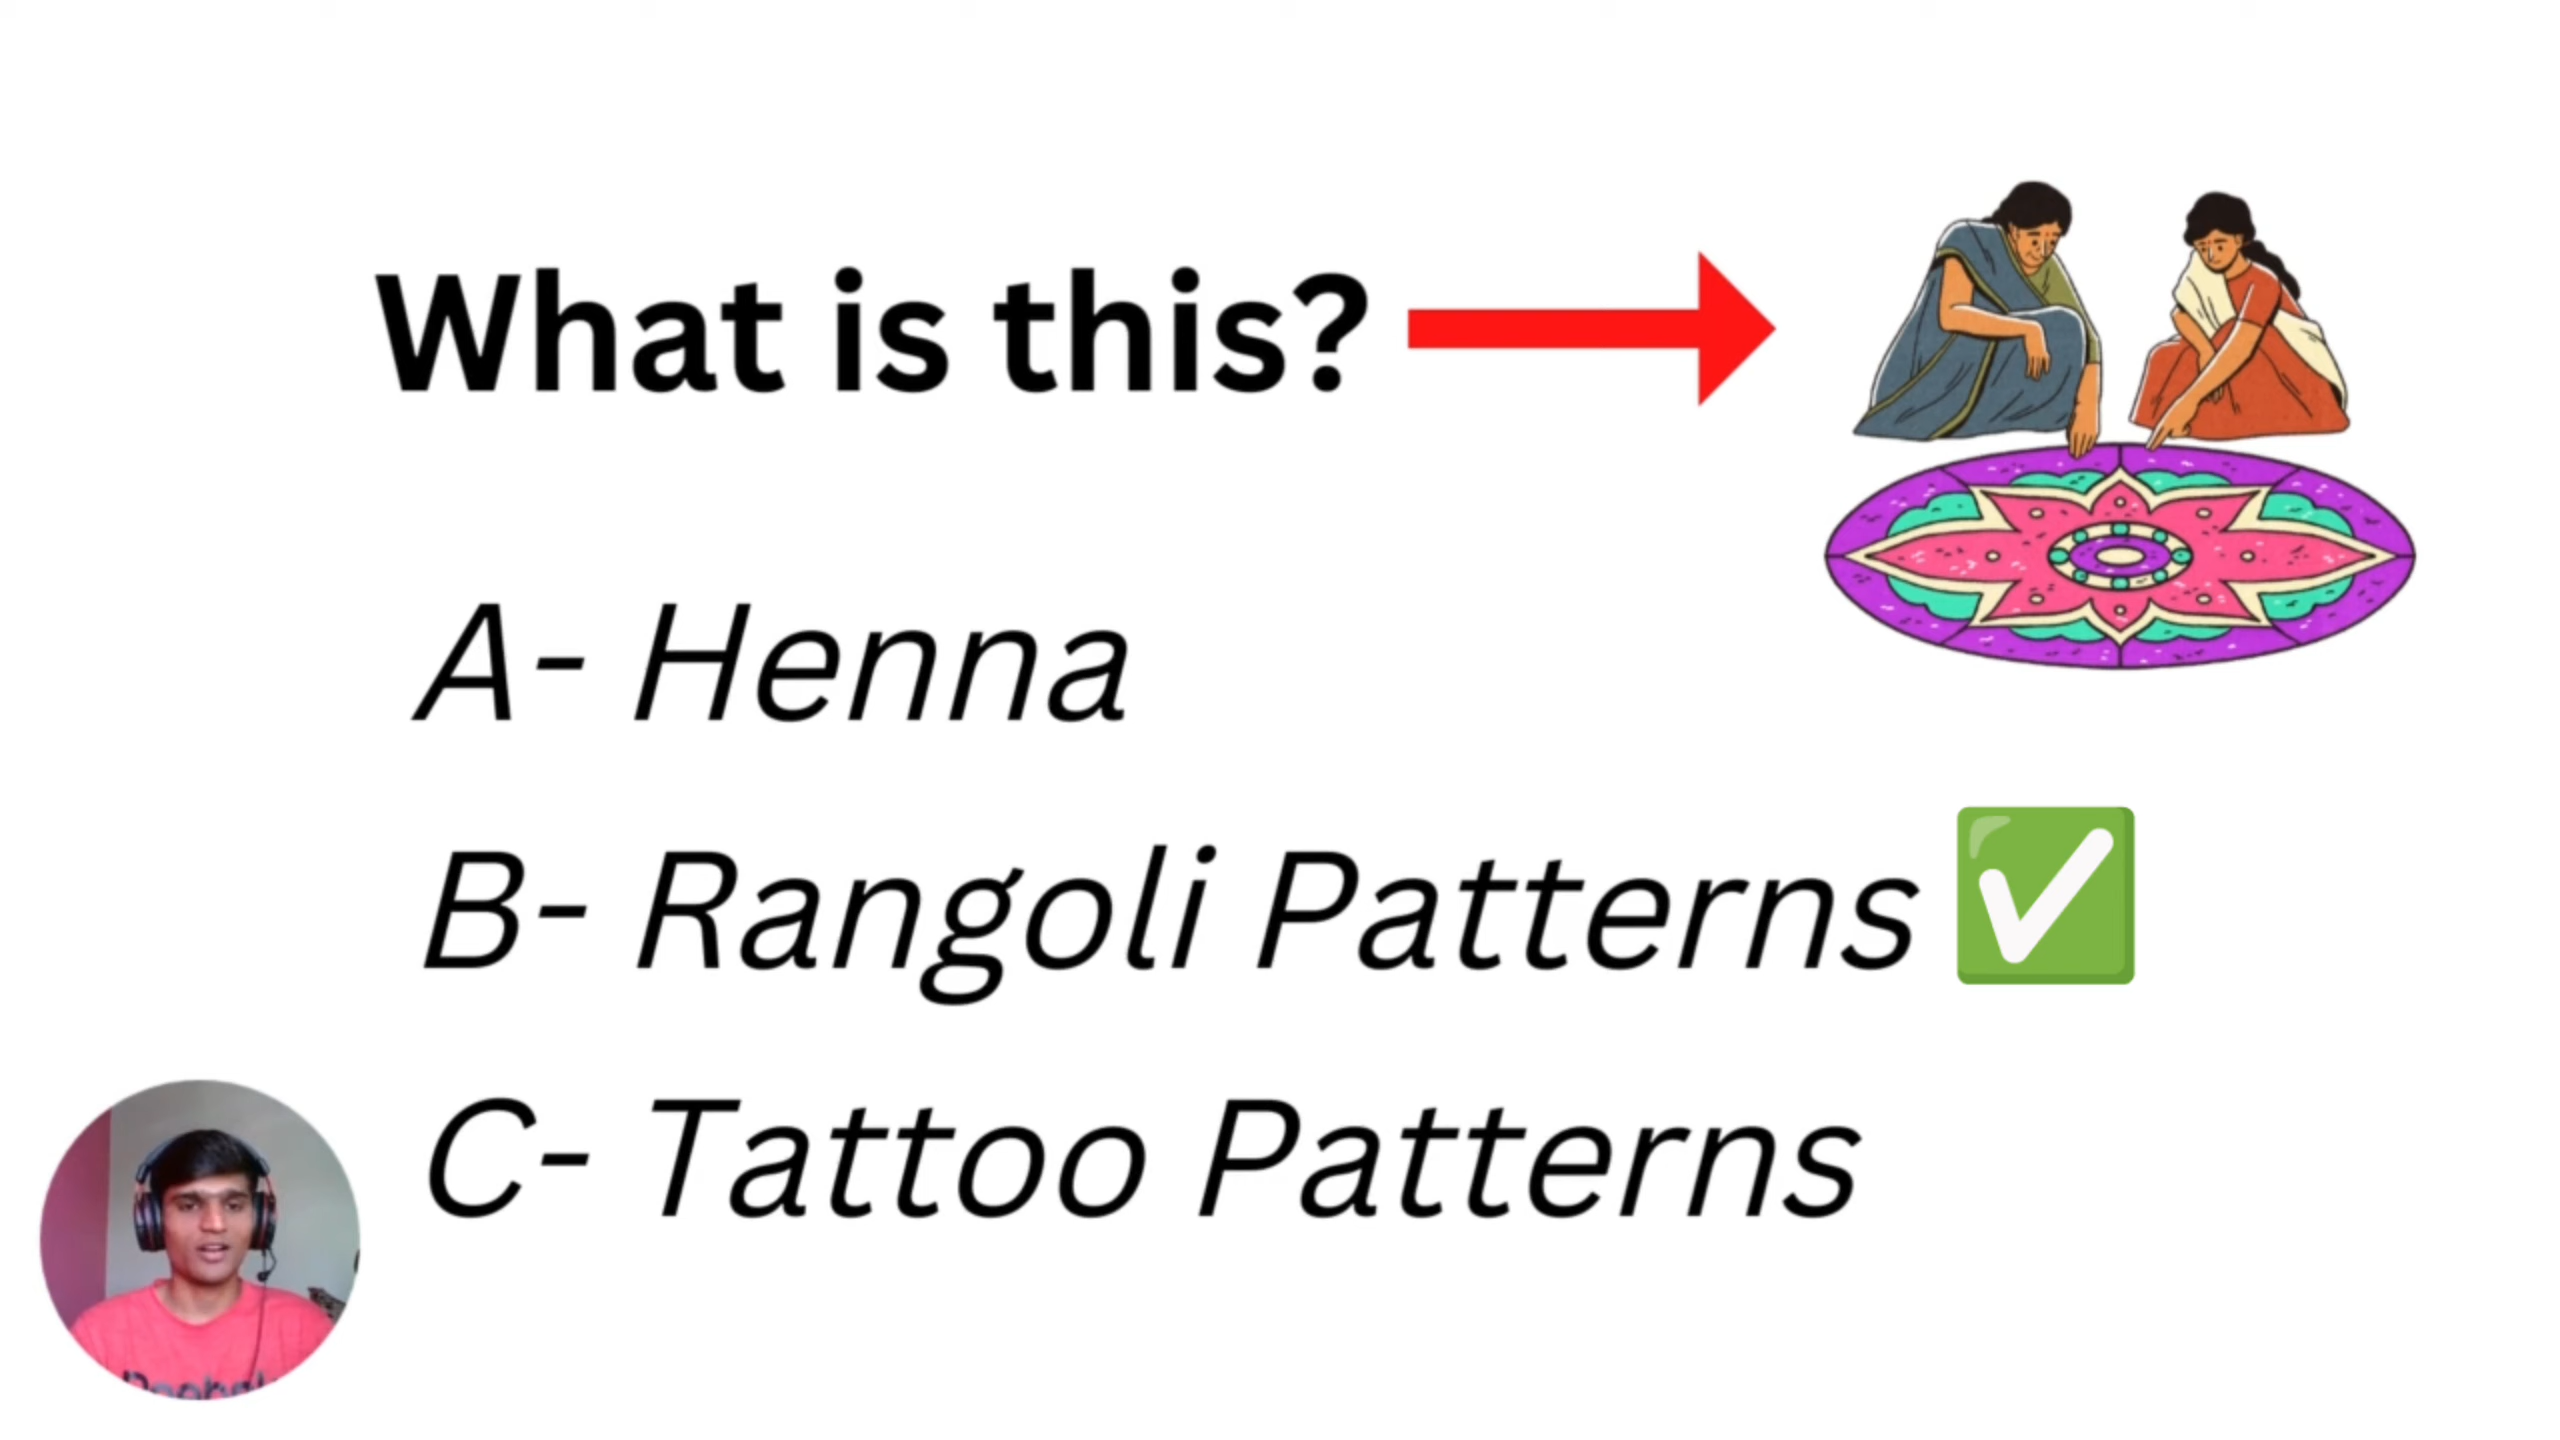 What is this?
A- Henna
B- Rangoli Patterns
C- Tattoo Patterns